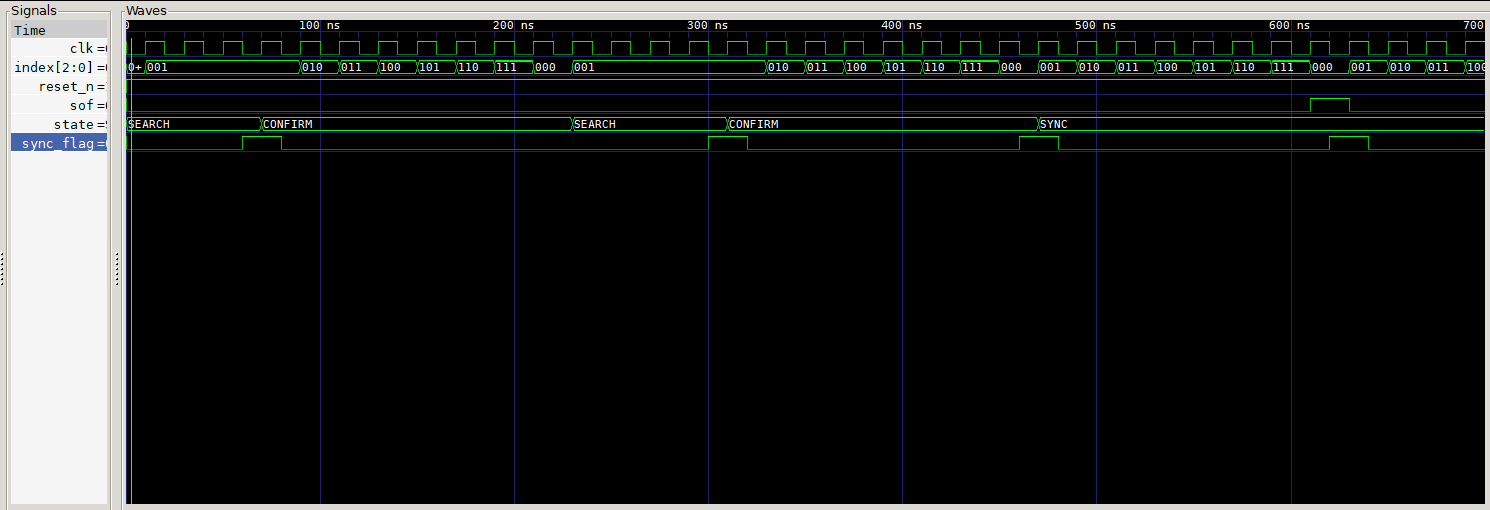 Signals
Waves
Time
0 100 ns 200 ns 300 ns 400 ns 500 ns 600 ns 700
clk =
index[2:0] = 0+ 001 010 011 100 101 110 111 000 001 010 011 100 101 110 111 000 001 010 011 100 101 110 111 000 001 010 011 100
reset_n =
sof =
state = SEARCH CONFIRM SEARCH CONFIRM SYNC
sync_flag =